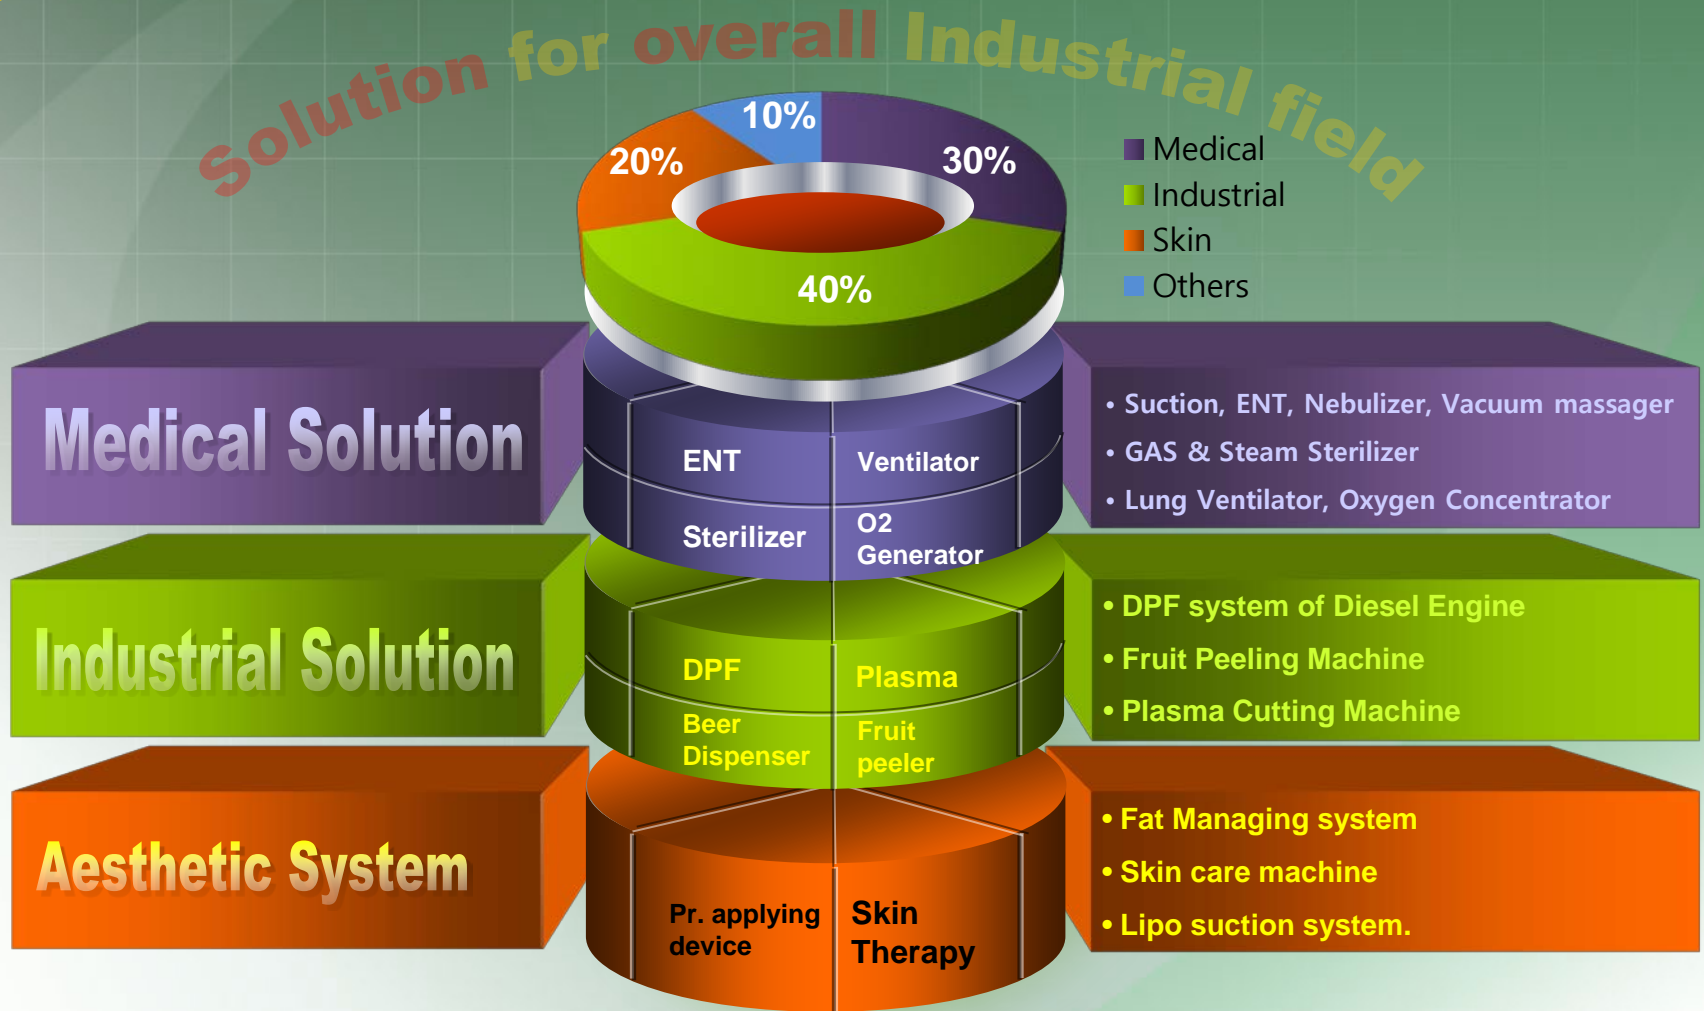 Solution for overall Industrial field
10%
20%
30%
40%
Medical
Industrial
Skin
Others
Medical Solution
ENT
Ventilator
Sterilizer
O2
Generator
• Suction, ENT, Nebulizer, Vacuum massager
• GAS & Steam Sterilizer
• Lung Ventilator, Oxygen Concentrator
Industrial Solution
DPF
Plasma
Beer
Dispenser
Fruit
peeler
• DPF system of Diesel Engine
• Fruit Peeling Machine
• Plasma Cutting Machine
Aesthetic System
Pr. applying
device
Skin
Therapy
• Fat Managing system
• Skin care machine
• Lipo suction system.